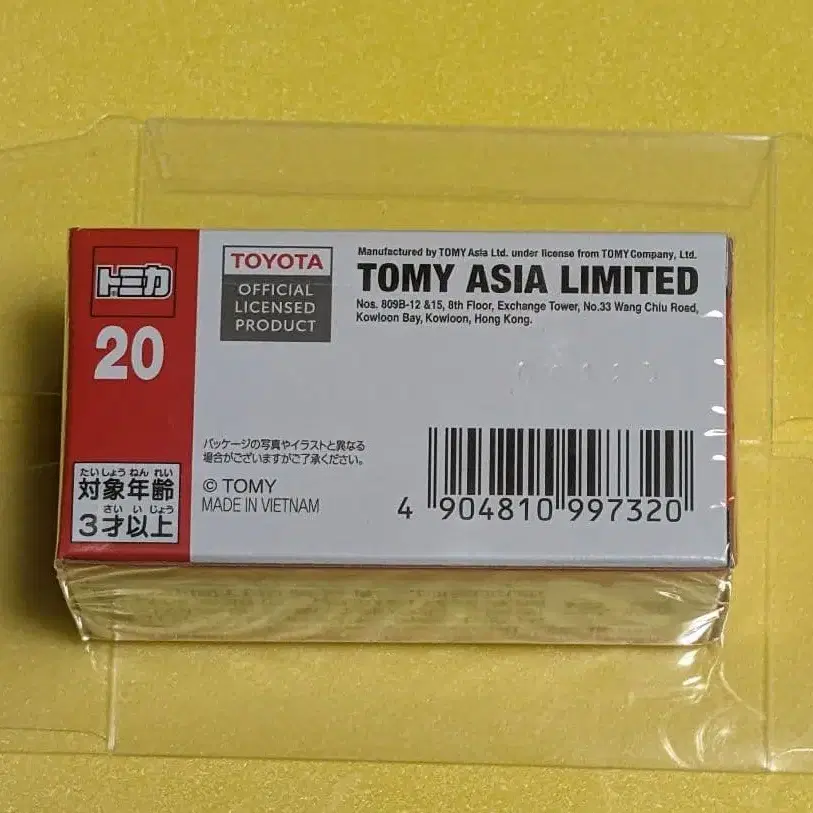 トミカ
20
たいしょうねんれい
対象年齢
さいいじょう
3才以上
TOYOTA
OFFICIAL
LICENSED
PRODUCT
Manufactured by TOMY Asia Ltd. under license from TOMY Company, Ltd.
TOMY ASIA LIMITED
Nos. 809B-12 &15, 8th Floor, Exchange Tower, No.33 Wang Chiu Road,
Kowloon Bay, Kowloon, Hong Kong.
パッケージの写真やイラストと異なる
場合がございますがご了承ください。
© TOMY
MADE IN VIETNAM
4 904810 997320